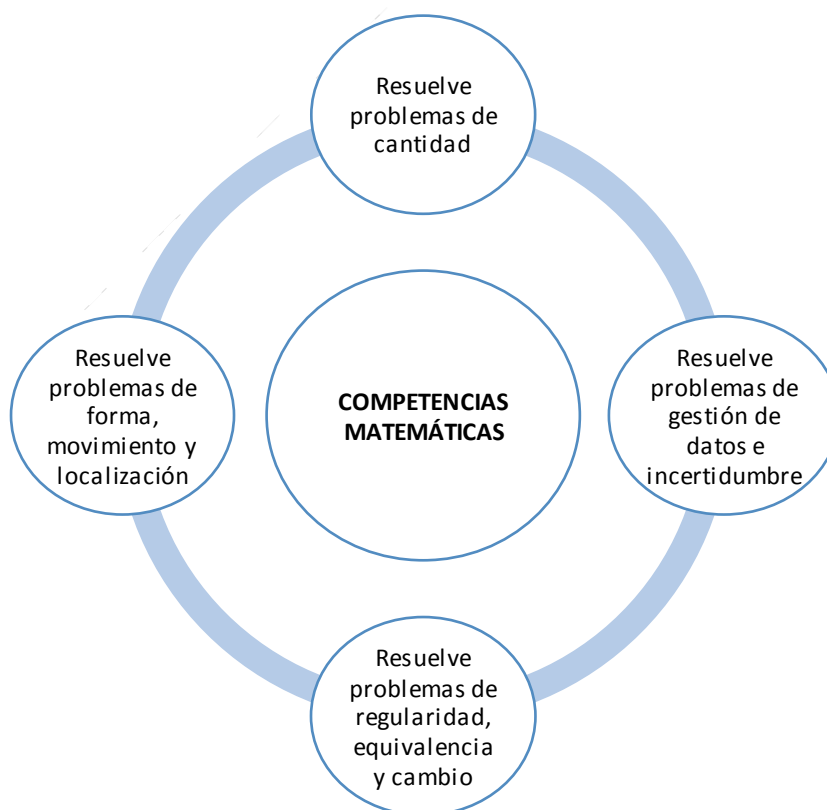 Resuelve
problemas de
cantidad
Resuelve
problemas de
forma,
movimiento y
localización
COMPETENCIAS
MATEMÁTICAS
Resuelve
problemas de
gestión de
datos e
incertidumbre
Resuelve
problemas de
regularidad,
equivalencia
y cambio